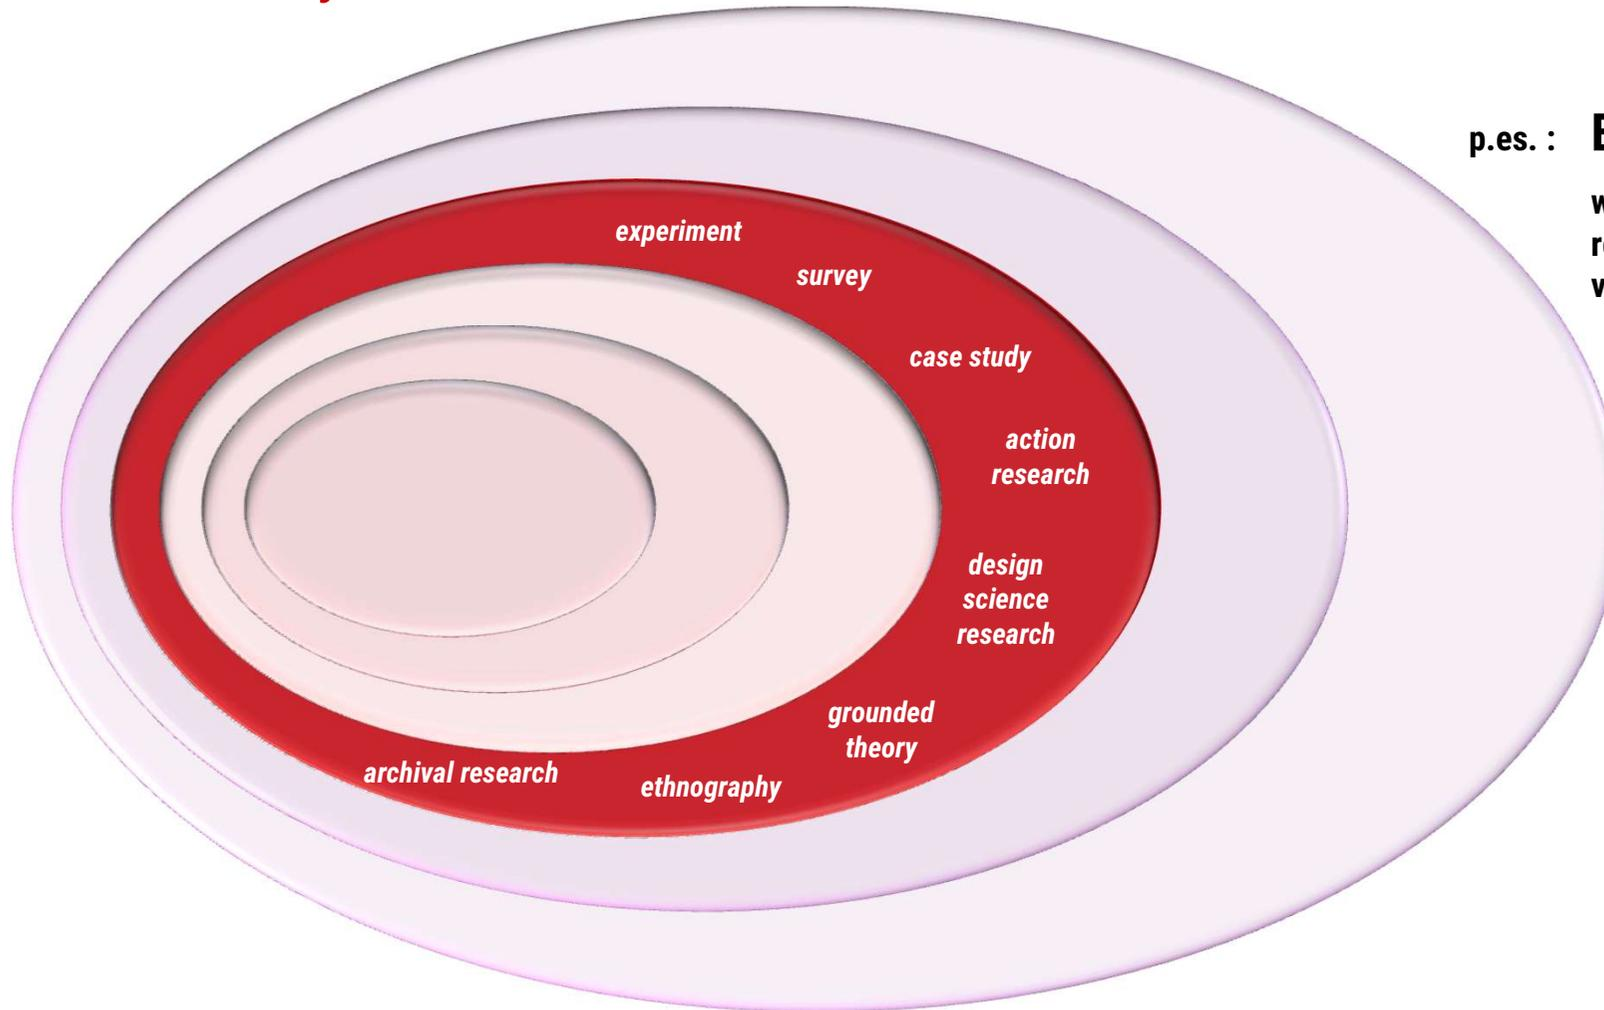 p.es. :
experiment
survey
case study
action
research
design
science
research
grounded
theory
archival research
ethnography